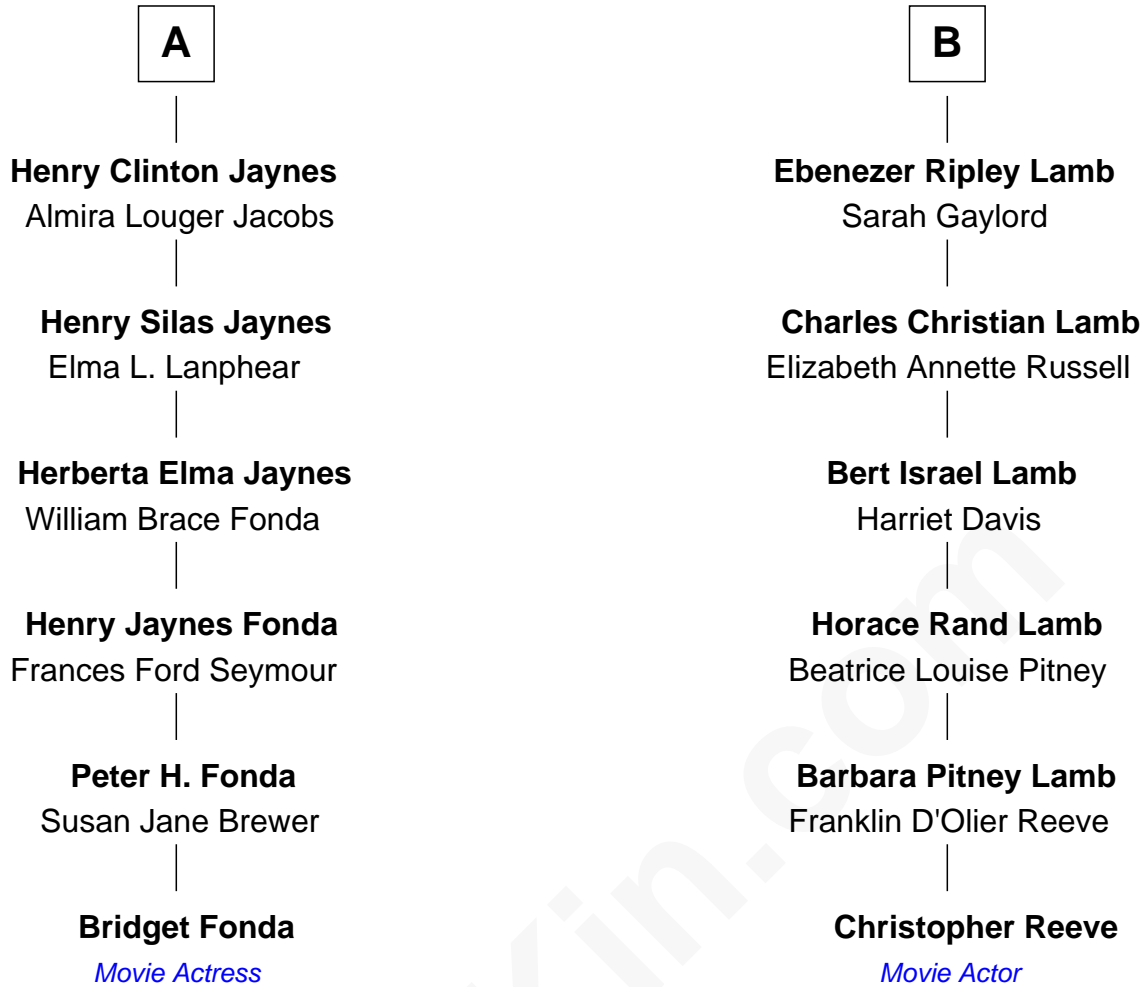 A
Henry Clinton Jaynes
Almira Louger Jacobs
Henry Silas Jaynes
Elma L. Lanphear
Herberta Elma Jaynes
William Brace Fonda
Henry Jaynes Fonda
Frances Ford Seymour
Peter H. Fonda
Susan Jane Brewer
Bridget Fonda
Movie Actress
B
Ebenezer Ripley Lamb
Sarah Gaylord
Charles Christian Lamb
Elizabeth Annette Russell
Bert Israel Lamb
Harriet Davis
Horace Rand Lamb
Beatrice Louise Pitney
Barbara Pitney Lamb
Franklin D'Olier Reeve
Christopher Reeve
Movie Actor